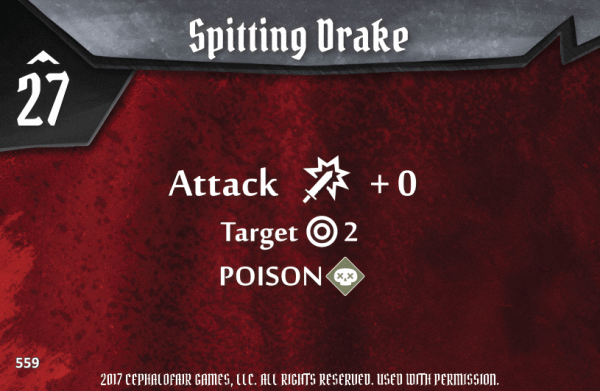 Spitting Drake
27
Attack + 0
Target 2
POISON
559
2017 CEPHALOFAIR GAMES, LLC. ALL RIGHTS RESERVED. USED WITH PERMISSION.